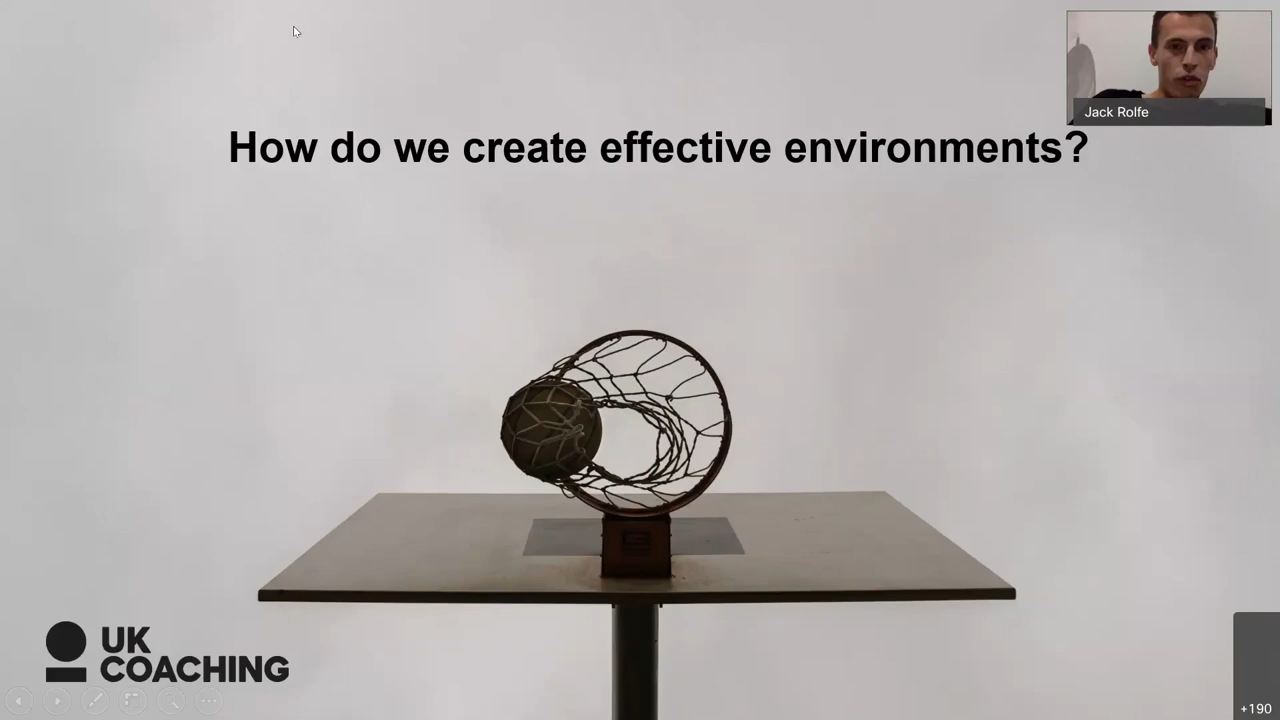 Jack Rolfe
How do we create effective environments?
UK
COACHING
+190